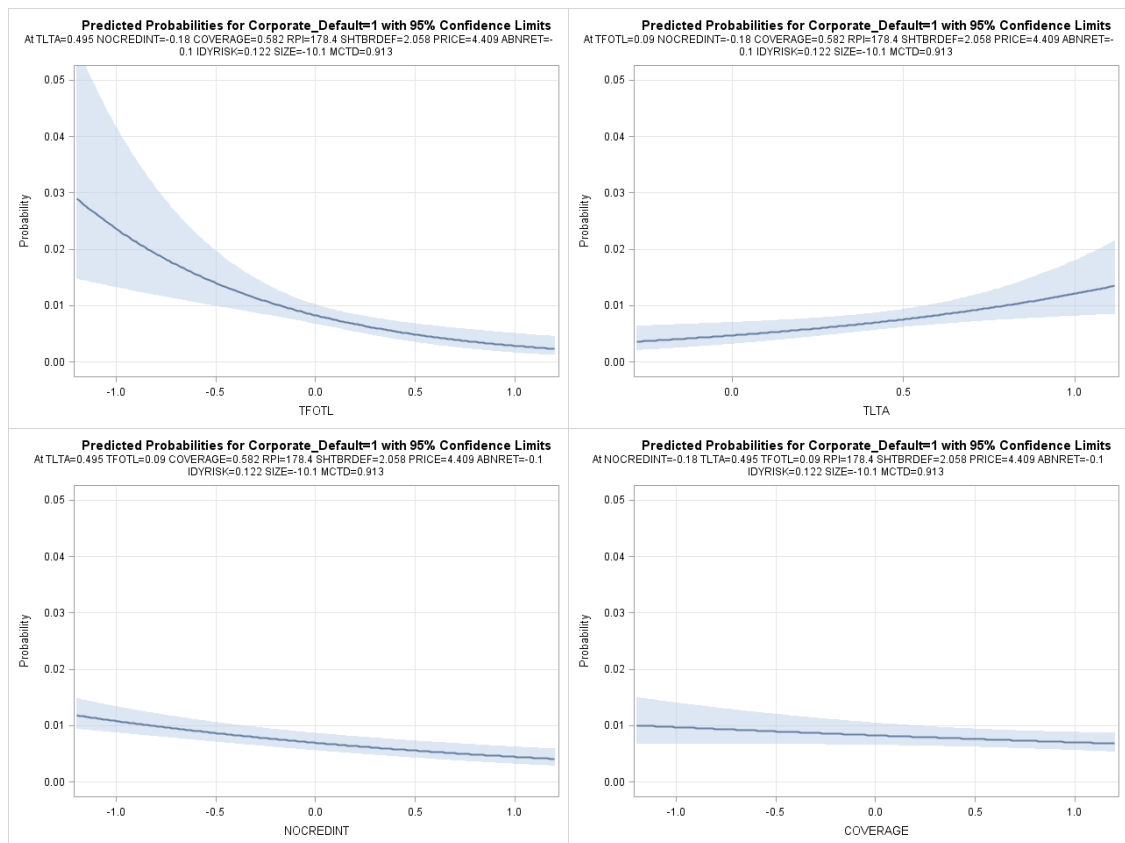 Predicted Probabilities for Corporate_Default=1 with 95% Confidence Limits
At TLTA=0.495 NOCREDINT=-0.18 COVERAGE=0.582 RPI=178.4 SHTBRDEF=2.058 PRICE=4.409 ABNRET=-
0.1 IDYRISK=0.122 SIZE=-10.1 MCTD=0.913
0.05
0.04
0.03
0.02
0.01
0.00
Probability
-1.0 -0.5 0.0 0.5 1.0
TFOTL
Predicted Probabilities for Corporate_Default=1 with 95% Confidence Limits
At TFOTL=0.09 NOCREDINT=-0.18 COVERAGE=0.582 RPI=178.4 SHTBRDEF=2.058 PRICE=4.409 ABNRET=-
0.1 IDYRISK=0.122 SIZE=-10.1 MCTD=0.913
0.05
0.04
0.03
0.02
0.01
0.00
Probability
0.0 0.5 1.0
TLTA
Predicted Probabilities for Corporate_Default=1 with 95% Confidence Limits
At TLTA=0.495 TFOTL=0.09 COVERAGE=0.582 RPI=178.4 SHTBRDEF=2.058 PRICE=4.409 ABNRET=-0.1
IDYRISK=0.122 SIZE=-10.1 MCTD=0.913
0.05
0.04
0.03
0.02
0.01
0.00
Probability
-1.0 -0.5 0.0 0.5 1.0
NOCREDINT
Predicted Probabilities for Corporate_Default=1 with 95% Confidence Limits
At NOCREDINT=-0.18 TLTA=0.495 TFOTL=0.09 RPI=178.4 SHTBRDEF=2.058 PRICE=4.409 ABNRET=-0.1
IDYRISK=0.122 SIZE=-10.1 MCTD=0.913
0.05
0.04
0.03
0.02
0.01
0.00
Probability
-1.0 -0.5 0.0 0.5 1.0
COVERAGE